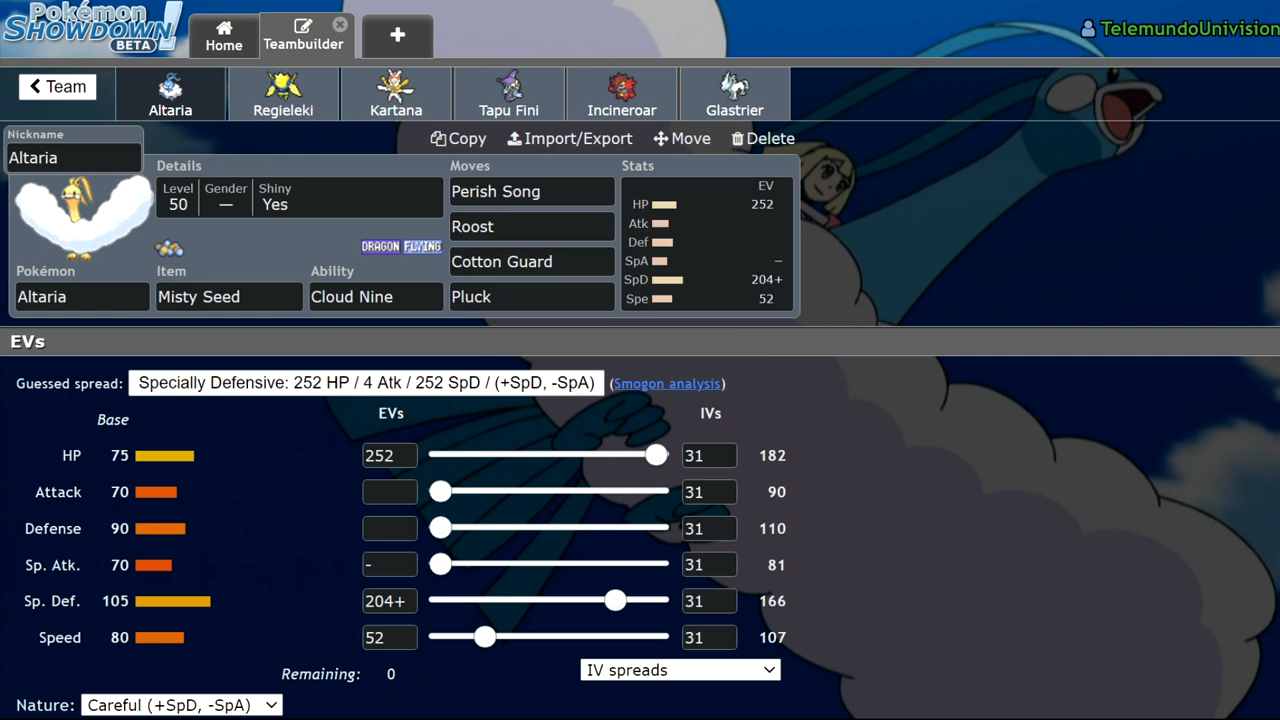 Pokémon
SHOWDOWN!
BETA
Home
Teambuilder
+
TelemundoUnivision
Team
Altaria
Regieleki
Kartana
Tapu Fini
Incineroar
Glastrier
Copy
Import/Export
Move
Delete
Nickname
Altaria
Details
Level
50
Gender
—
Shiny
Yes
DRAGON FLYING
Pokémon
Altaria
Item
Misty Seed
Ability
Cloud Nine
Moves
Perish Song
Roost
Cotton Guard
Pluck
Stats
EV
HP 252
Atk
Def
SpA –
SpD 204+
Spe 52
EVs
Guessed spread: Specially Defensive: 252 HP / 4 Atk / 252 SpD / (+SpD, -SpA) (Smogon analysis)
Base EVs IVs
HP 75 252 31 182
Attack 70 31 90
Defense 90 31 110
Sp. Atk. 70 - 31 81
Sp. Def. 105 204+ 31 166
Speed 80 52 31 107
Remaining: 0 IV spreads
Nature: Careful (+SpD, -SpA)